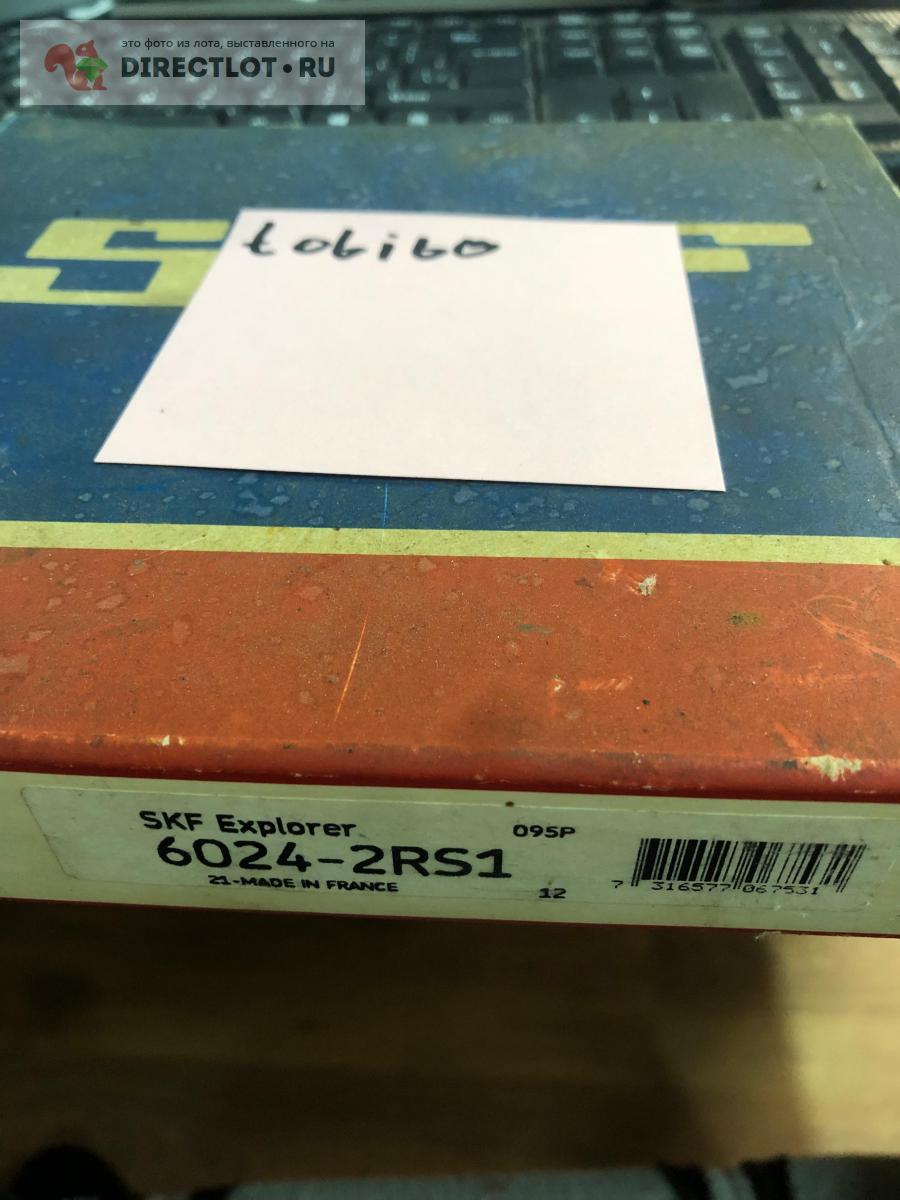 это фото из лота, выставленного на
DIRECTLOT•RU
tobibo
SKF Explorer
095P
6024-2RS1
21-MADE IN FRANCE
12
7 316577 067531